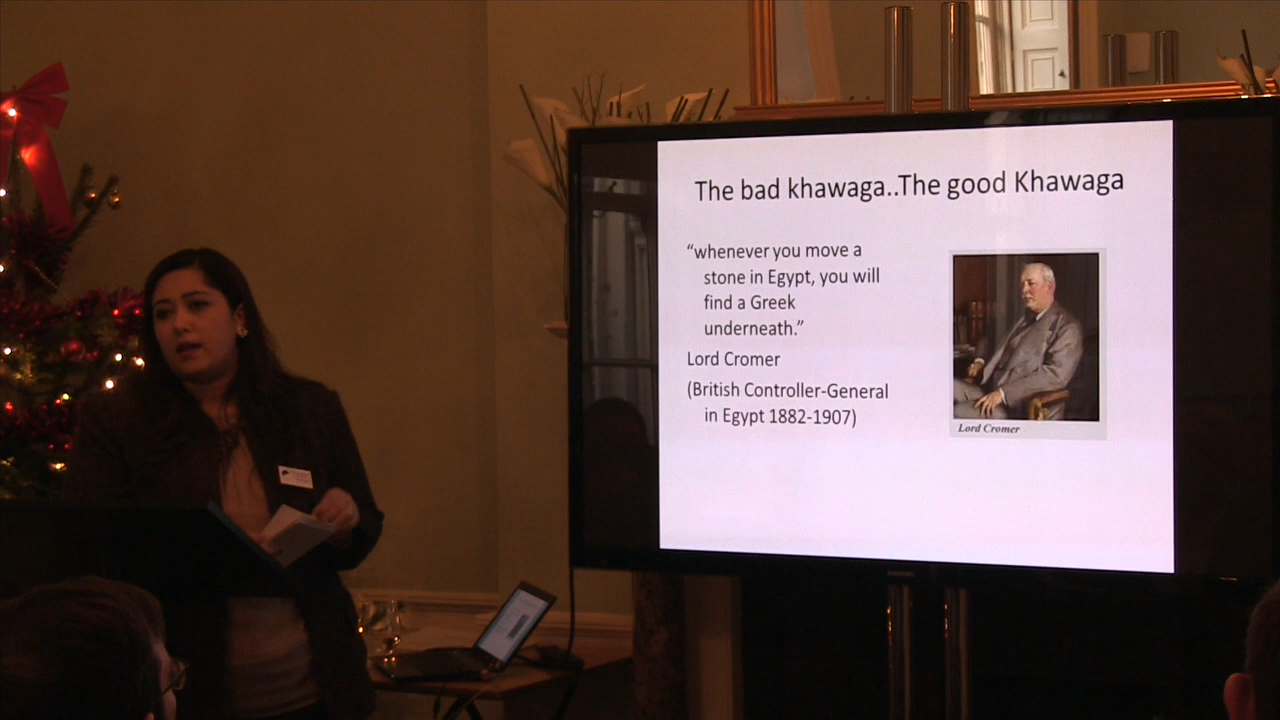 The bad khawaga..The good Khawaga
“whenever you move a
stone in Egypt, you will
find a Greek
underneath.”
Lord Cromer
(British Controller-General
in Egypt 1882-1907)
Lord Cromer